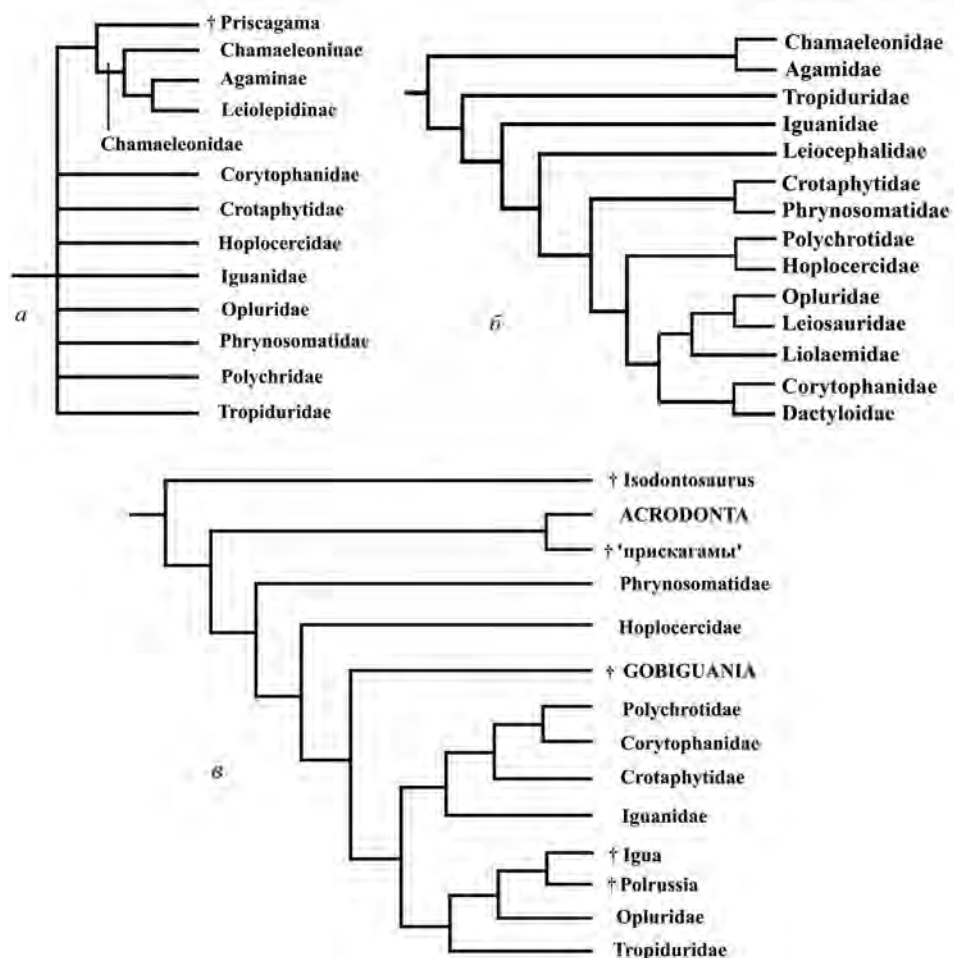 † Priscagama
Chamaeleoninae
Agaminae
Leiolepidinae
Chamaeleonidae
Corytophanidae
Crotaphytidae
Hoplocercidae
Iguanidae
Opluridae
Phrynosomatidae
Polychridae
Tropiduridae
а
Chamaeleonidae
Agamidae
Tropiduridae
Iguanidae
Leiocephalidae
Crotaphytidae
Phrynosomatidae
Polychrotidae
Hoplocercidae
Opluridae
Leiosauridae
Liolaemidae
Corytophanidae
Dactyloidae
б
† Isodontosaurus
ACRODONTA
† 'прискагамы'
Phrynosomatidae
Hoplocercidae
† GOBIGUANIA
Polychrotidae
Corytophanidae
Crotaphytidae
Iguanidae
† Igua
† Polrussia
Opluridae
Tropiduridae
в